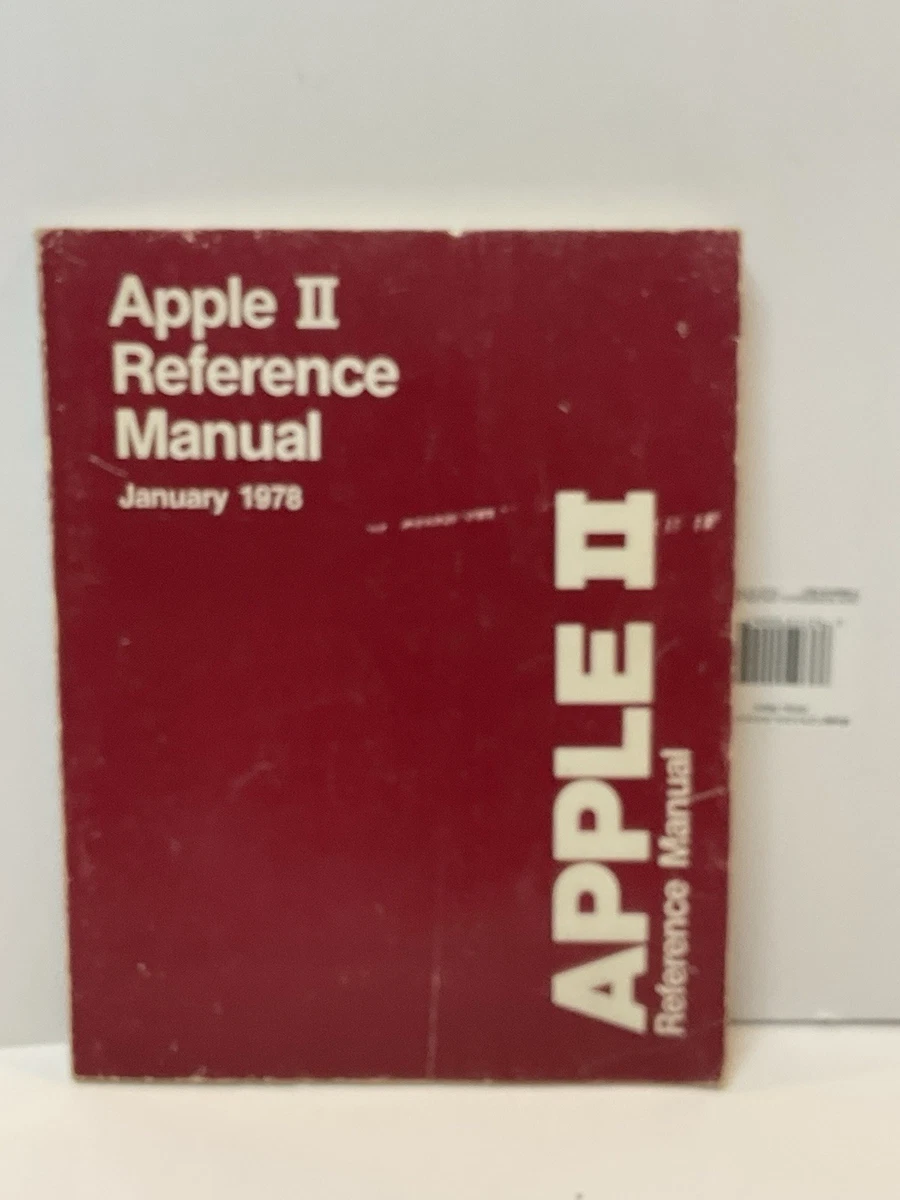 Apple II
Reference
Manual
January 1978
APPLE II
Reference Manual